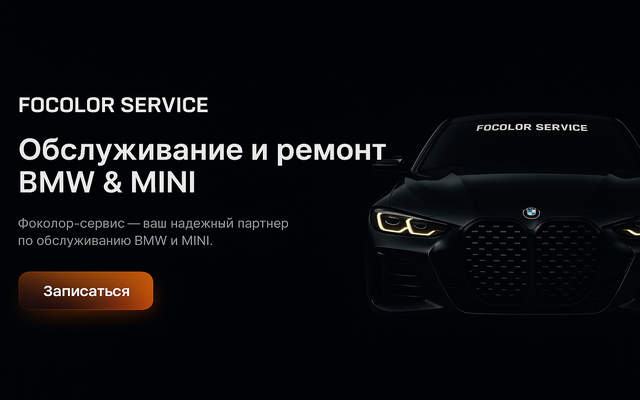 FOCOLOR SERVICE
Обслуживание и ремонт
BMW & MINI
Фоколор-сервис — ваш надежный партнер
по обслуживанию BMW и MINI.
Записаться
FOCOLOR SERVICE